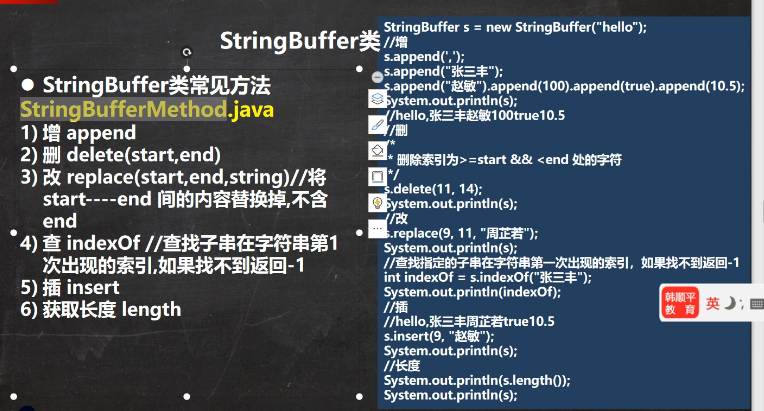 StringBuffer类
● StringBuffer类常见方法
StringBufferMethod.java
1) 增 append
2) 删 delete(start,end)
3) 改 replace(start,end,string)//将
start----end 间的内容替换掉,不含
end
4) 查 indexOf //查找子串在字符串第1
次出现的索引,如果找不到返回-1
5) 插 insert
6) 获取长度 length
StringBuffer s = new StringBuffer("hello");
//增
s.append(',');
s.append("张三丰");
s.append("赵敏").append(100).append(true).append(10.5);
System.out.println(s);
//hello,张三丰赵敏100true10.5
//删
/*
* 删除索引为>=start && <end 处的字符
*/
s.delete(11, 14);
System.out.println(s);
//改
s.replace(9, 11, "周芷若");
System.out.println(s);
//查找指定的子串在字符串第一次出现的索引，如果找不到返回-1
int indexOf = s.indexOf("张三丰");
System.out.println(indexOf);
//插
//hello,张三丰周芷若true10.5
s.insert(9, "赵敏");
System.out.println(s);
//长度
System.out.println(s.length());
System.out.println(s);
韩顺平
教育
英